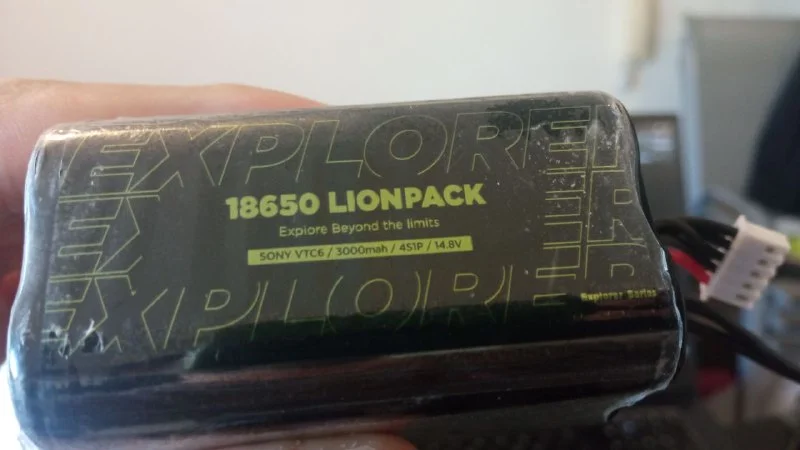 EXPLORER
18650 LIONPACK
Explore Beyond the limits
SONY VTC6 / 3000mah / 4S1P / 14.8V
EXPLORER
Explorer Series